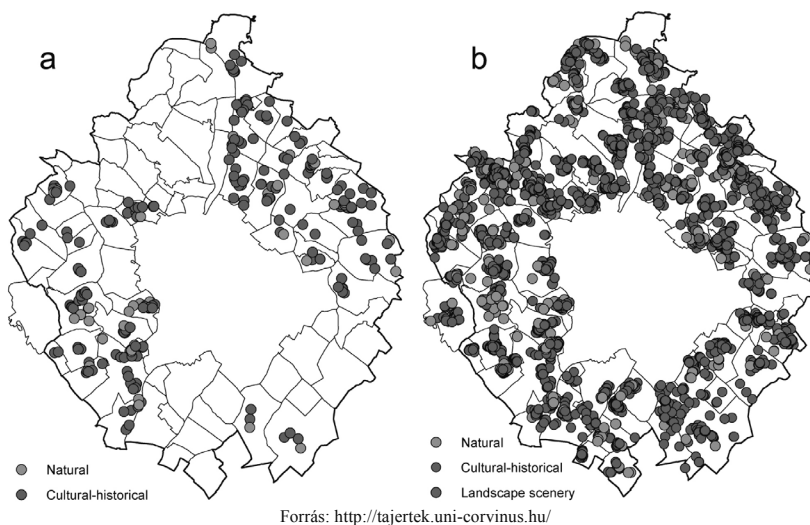 a
b
Natural
Cultural-historical
Natural
Cultural-historical
Landscape scenery
Forrás: http://tajertek.uni-corvinus.hu/